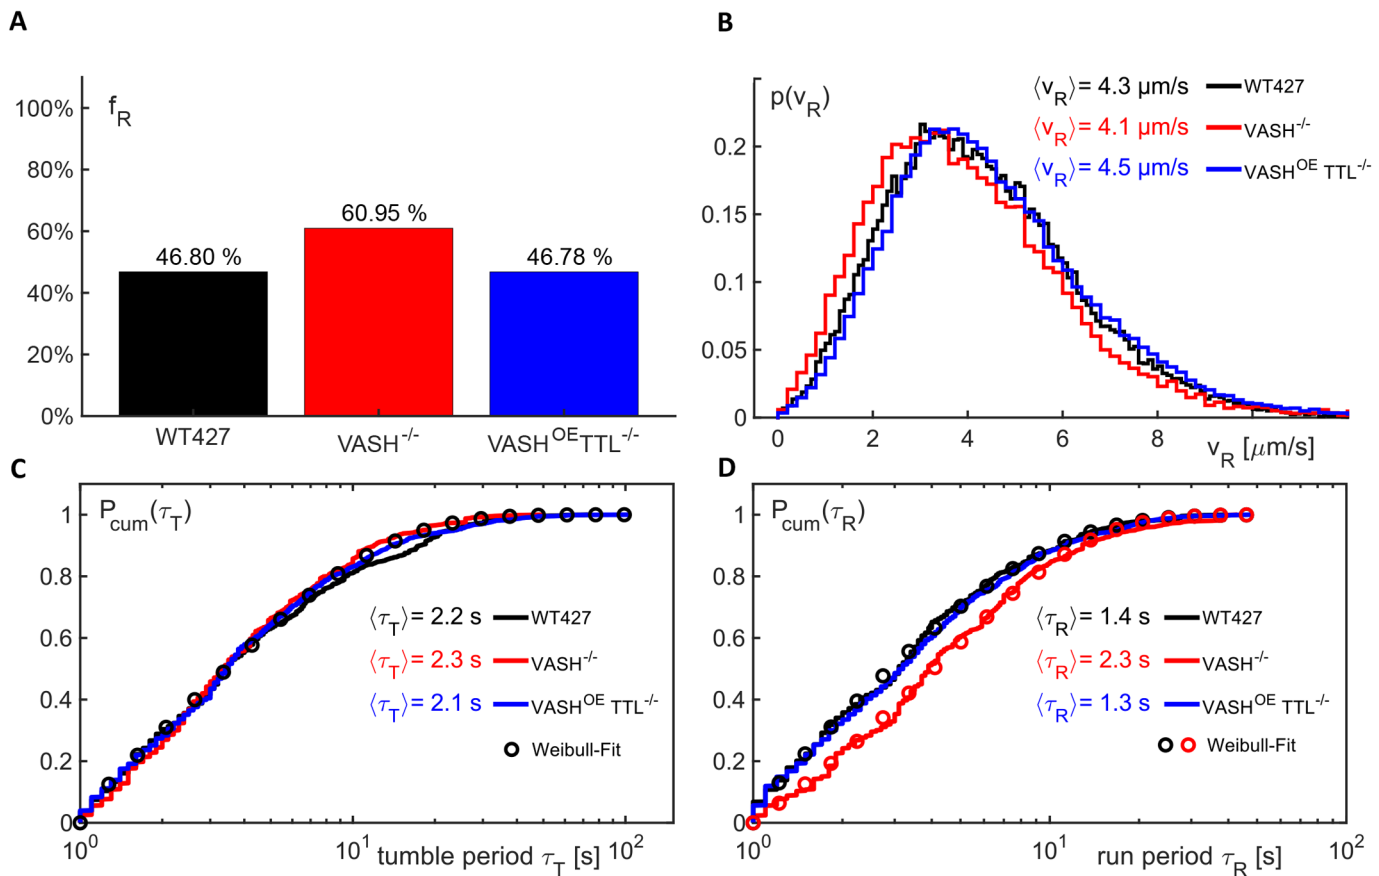 A
f_R
100%
80%
60%
40%
20%
0%
46.80 %
60.95 %
46.78 %
WT427
VASH^-/-
VASH^OE TTL^-/-
B
p(v_R)
⟨v_R⟩= 4.3 µm/s WT427
⟨v_R⟩= 4.1 µm/s VASH^-/-
⟨v_R⟩= 4.5 µm/s VASH^OE TTL^-/-
0.2
0.15
0.1
0.05
0
0 2 4 6 8
v_R [µm/s]
C
P_cum(τ_T)
1
0.8
0.6
0.4
0.2
0
⟨τ_T⟩= 2.2 s WT427
⟨τ_T⟩= 2.3 s VASH^-/-
⟨τ_T⟩= 2.1 s VASH^OE TTL^-/-
Weibull-Fit
10^0 10^1 10^2
tumble period τ_T [s]
D
P_cum(τ_R)
1
0.8
0.6
0.4
0.2
0
⟨τ_R⟩= 1.4 s WT427
⟨τ_R⟩= 2.3 s VASH^-/-
⟨τ_R⟩= 1.3 s VASH^OE TTL^-/-
Weibull-Fit
10^0 10^1 10^2
run period τ_R [s]